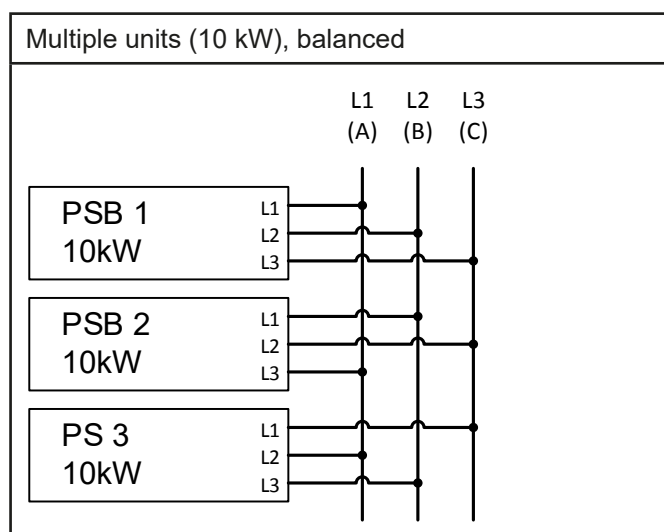 Multiple units (10 kW), balanced
L1 L2 L3
(A) (B) (C)
PSB 1
10kW
L1
L2
L3
PSB 2
10kW
L1
L2
L3
PS 3
10kW
L1
L2
L3